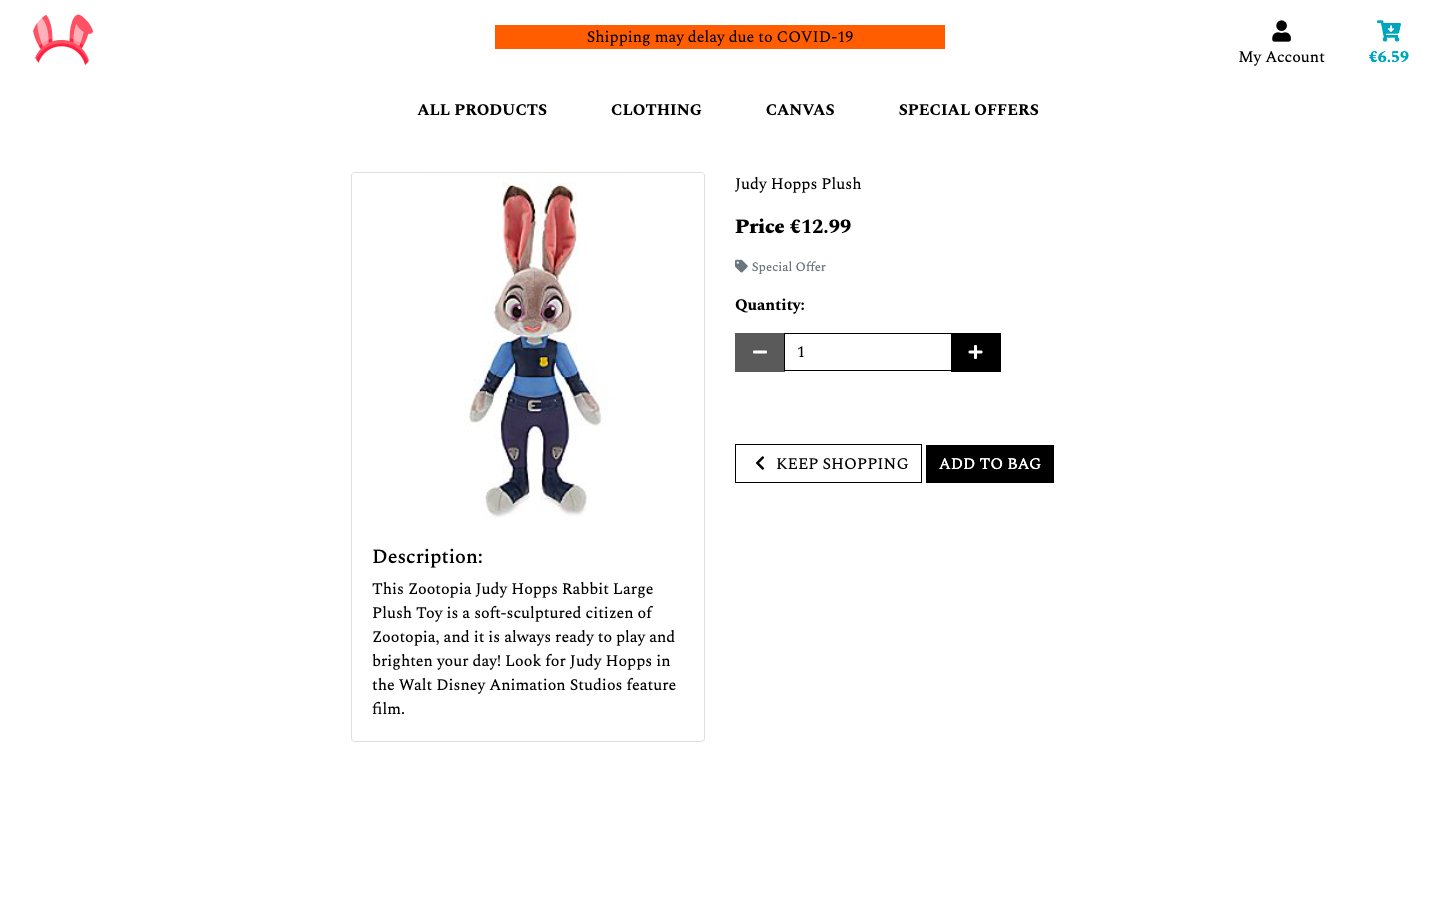 Shipping may delay due to COVID-19
My Account
€6.59
ALL PRODUCTS
CLOTHING
CANVAS
SPECIAL OFFERS
Judy Hopps Plush
Price €12.99
Special Offer
Quantity:
1
KEEP SHOPPING
ADD TO BAG
Description:
This Zootopia Judy Hopps Rabbit Large
Plush Toy is a soft-sculptured citizen of
Zootopia, and it is always ready to play and
brighten your day! Look for Judy Hopps in
the Walt Disney Animation Studios feature
film.